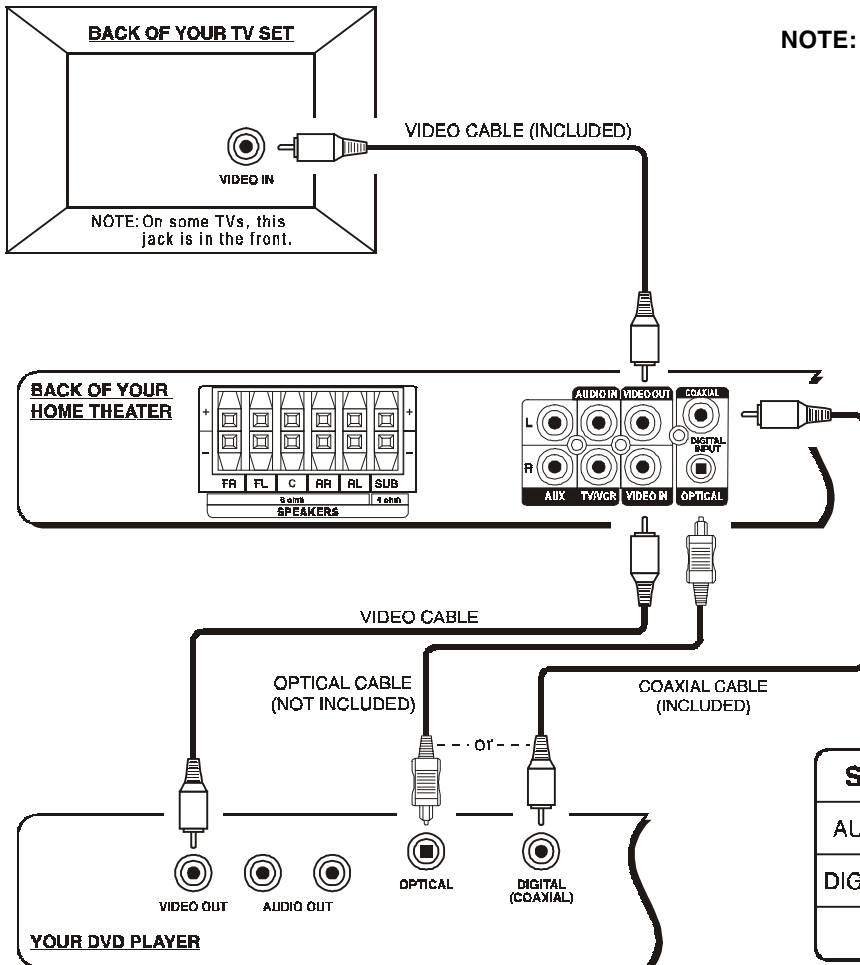 BACK OF YOUR TV SET
NOTE:
VIDEO CABLE (INCLUDED)
VIDEO IN
NOTE: On some TVs, this
jack is in the front.
BACK OF YOUR
HOME THEATER
+ +
- -
FR FL C RR RL SUB
8 ohm 4 ohm
SPEAKERS
AUDIO IN VIDEO OUT COAXIAL
L
DIGITAL
INPUT
R
AUX TV/VCR VIDEO IN OPTICAL
VIDEO CABLE
OPTICAL CABLE
(NOT INCLUDED)
COAXIAL CABLE
(INCLUDED)
or
S
AU
DIG
VIDEO OUT AUDIO OUT OPTICAL DIGITAL
(COAXIAL)
YOUR DVD PLAYER